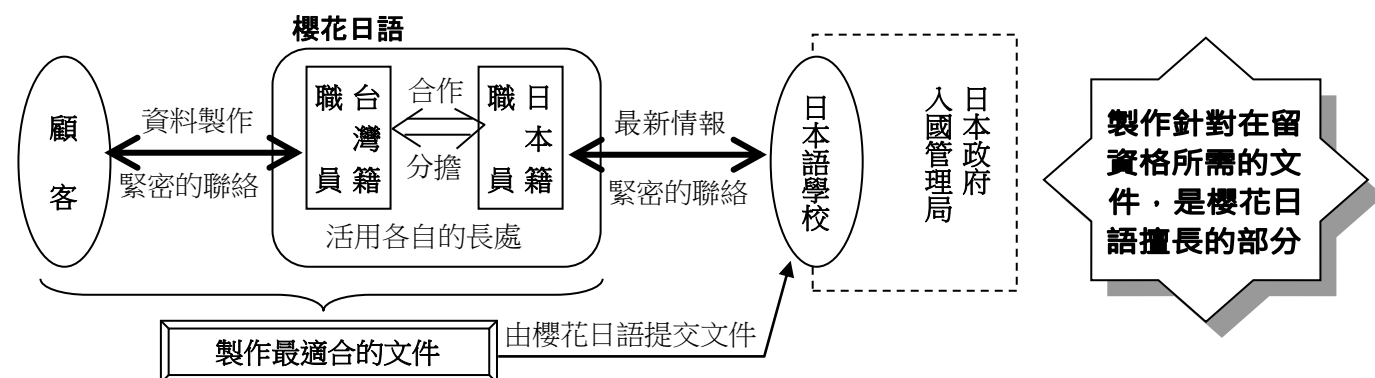 櫻花日語
顧客
資料製作
緊密的聯絡
台灣籍
職員
合作
分擔
日本籍
職員
活用各自的長處
最新情報
緊密的聯絡
日本語學校
日本政府
入國管理局
製作針對在留
資格所需的文
件，是櫻花日
語擅長的部分
製作最適合的文件
由櫻花日語提交文件